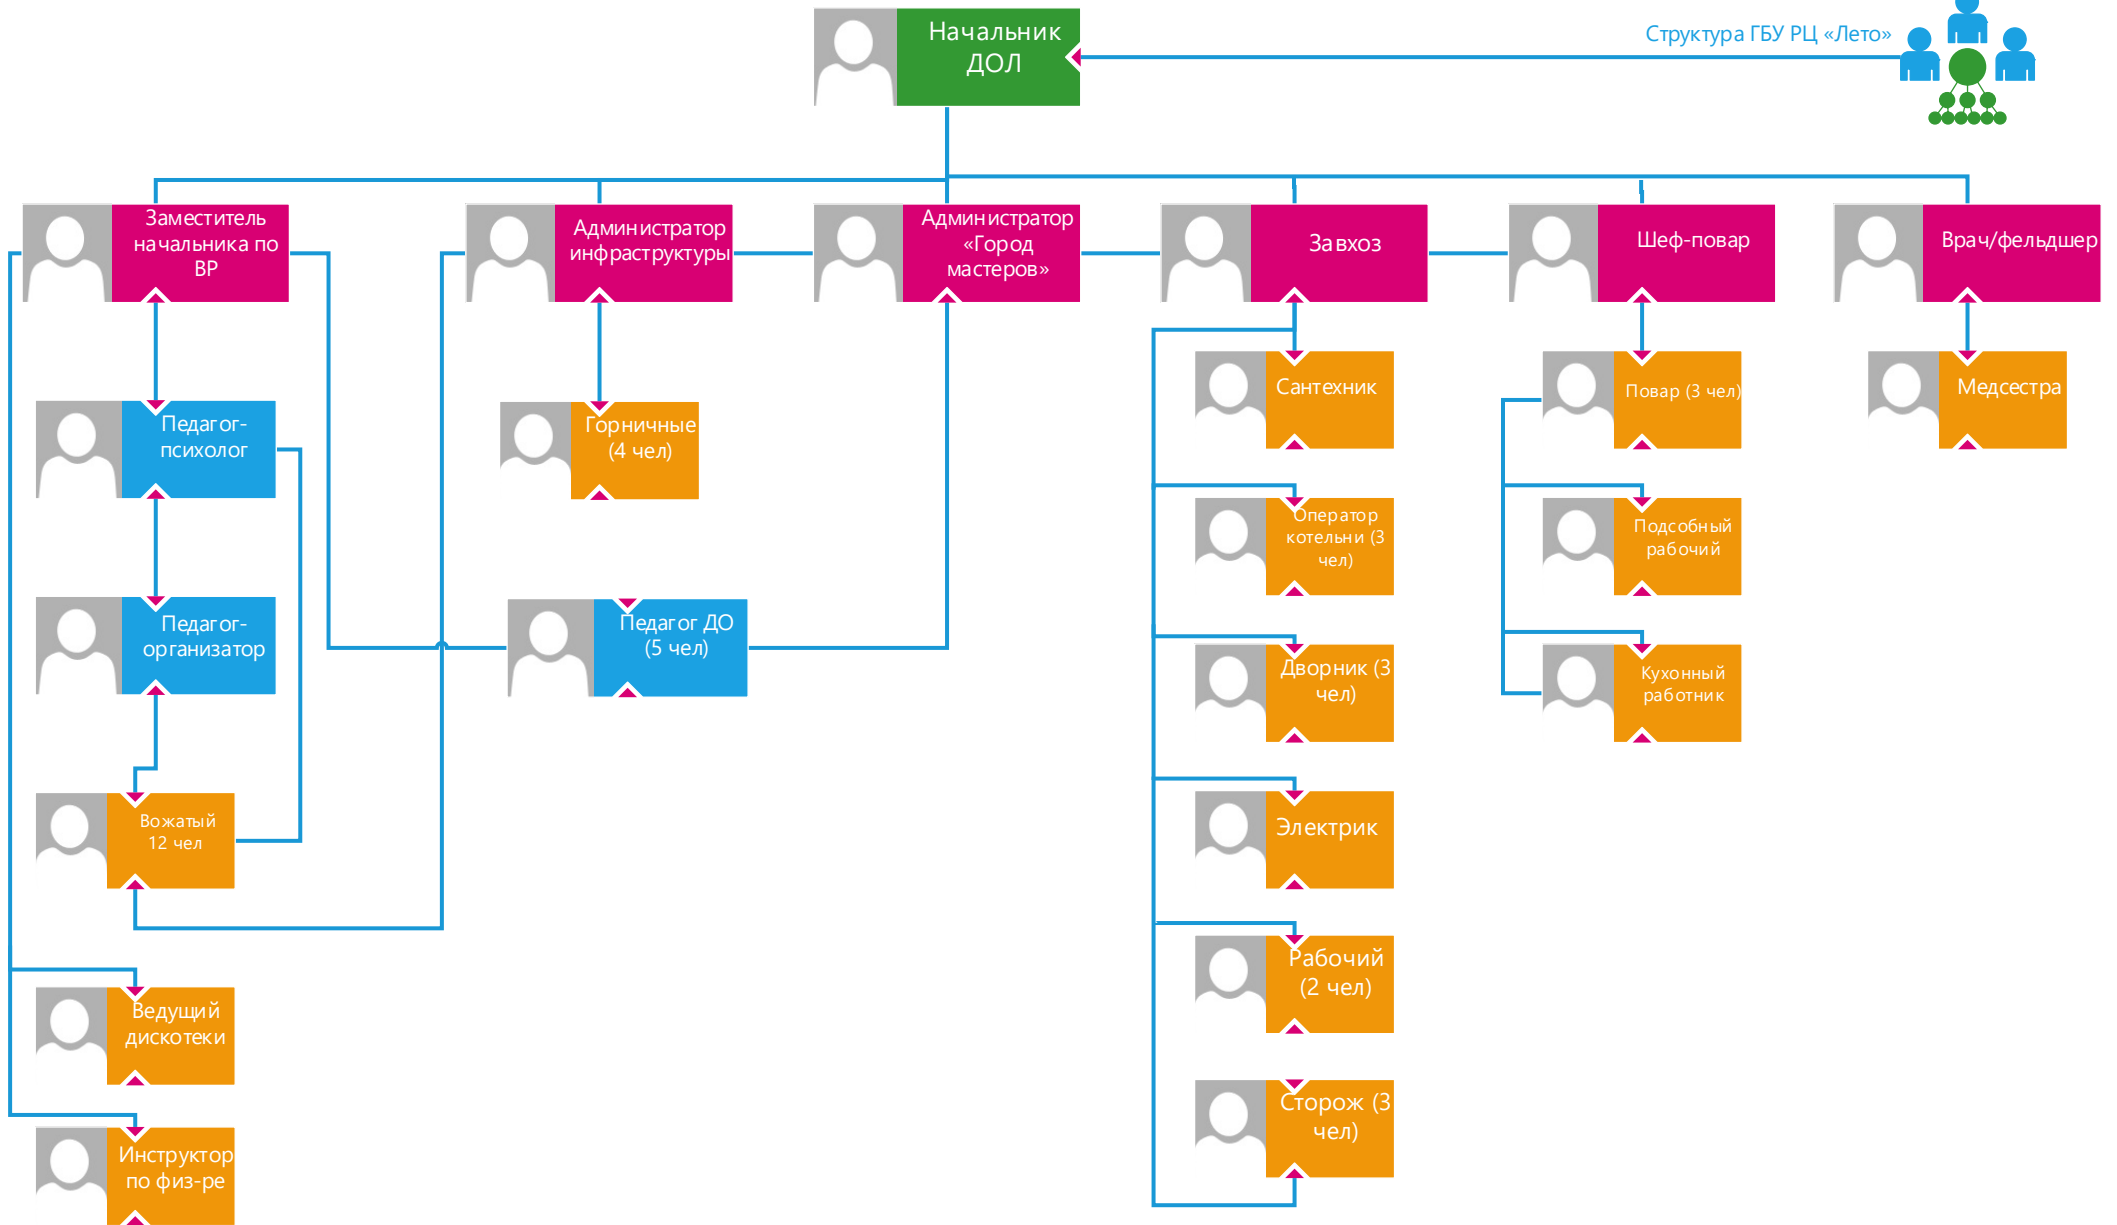 Начальник
ДОЛ
Структура ГБУ РЦ «Лето»
Заместитель
начальника по
ВР
Администратор
инфраструктуры
Администратор
«Город
мастеров»
Завхоз
Шеф-повар
Врач/фельдшер
Сантехник
Повар (3 чел)
Медсестра
Педагог-
психолог
Горничные
(4 чел)
Оператор
котельни (3
чел)
Подсобный
рабочий
Педагог-
организатор
Педагог ДО
(5 чел)
Дворник (3
чел)
Кухонный
работник
Вожатый
12 чел
Электрик
Рабочий
(2 чел)
Ведущий
дискотеки
Сторож (3
чел)
Инструктор
по физ-ре